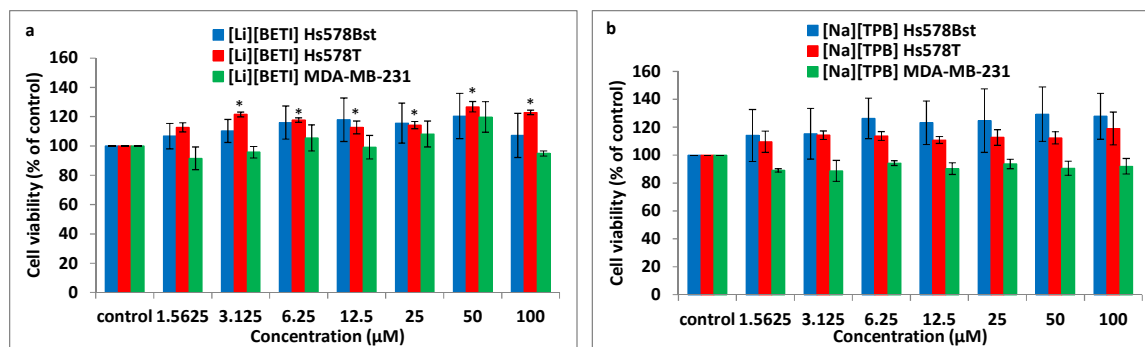 a
[Li][BETI] Hs578Bst
[Li][BETI] Hs578T
[Li][BETI] MDA-MB-231
Cell viability (% of control)
160
140
120
100
80
60
40
20
0
* * * * * *
control 1.5625 3.125 6.25 12.5 25 50 100
Concentration (µM)
b
[Na][TPB] Hs578Bst
[Na][TPB] Hs578T
[Na][TPB] MDA-MB-231
Cell viability (% of control)
160
140
120
100
80
60
40
20
0
control 1.5625 3.125 6.25 12.5 25 50 100
Concentration (µM)